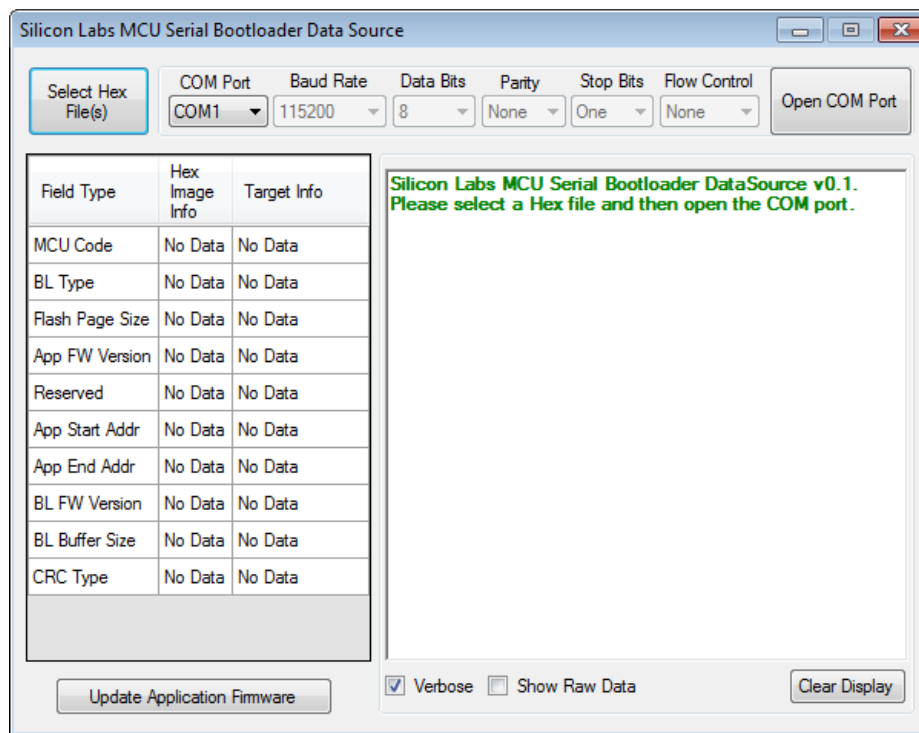 Silicon Labs MCU Serial Bootloader Data Source
Select Hex
File(s)
COM Port Baud Rate Data Bits Parity Stop Bits Flow Control
COM1 115200 8 None One None
Open COM Port
Field Type Hex Image Info Target Info
MCU Code No Data No Data
BL Type No Data No Data
Flash Page Size No Data No Data
App FW Version No Data No Data
Reserved No Data No Data
App Start Addr No Data No Data
App End Addr No Data No Data
BL FW Version No Data No Data
BL Buffer Size No Data No Data
CRC Type No Data No Data
Update Application Firmware
Silicon Labs MCU Serial Bootloader DataSource v0.1.
Please select a Hex file and then open the COM port.
Verbose Show Raw Data Clear Display